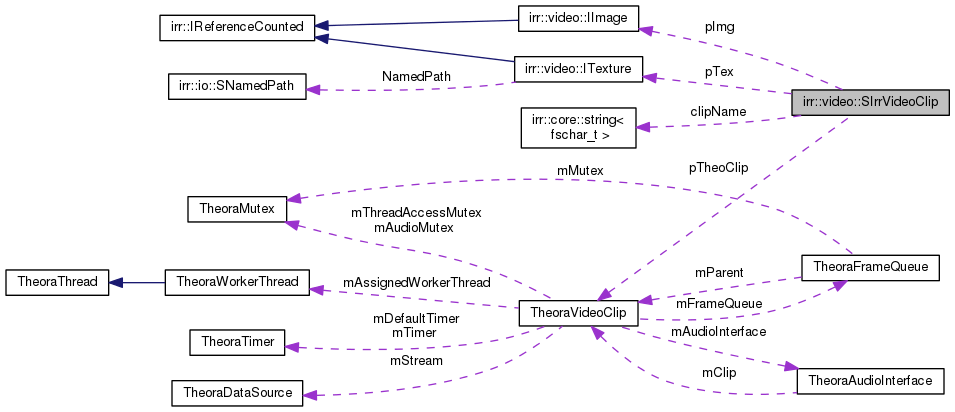 irr::video::IImage
irr::IReferenceCounted
pImg
irr::video::ITexture
NamedPath
pTex
irr::io::SNamedPath
irr::video::SIrrVideoClip
clipName
irr::core::string<
fschar_t >
mMutex
pTheoClip
TheoraMutex
mThreadAccessMutex
mAudioMutex
TheoraFrameQueue
mParent
TheoraThread
TheoraWorkerThread
mAssignedWorkerThread
mFrameQueue
TheoraVideoClip
mDefaultTimer
mTimer
mAudioInterface
TheoraTimer
mStream
mClip
TheoraAudioInterface
TheoraDataSource